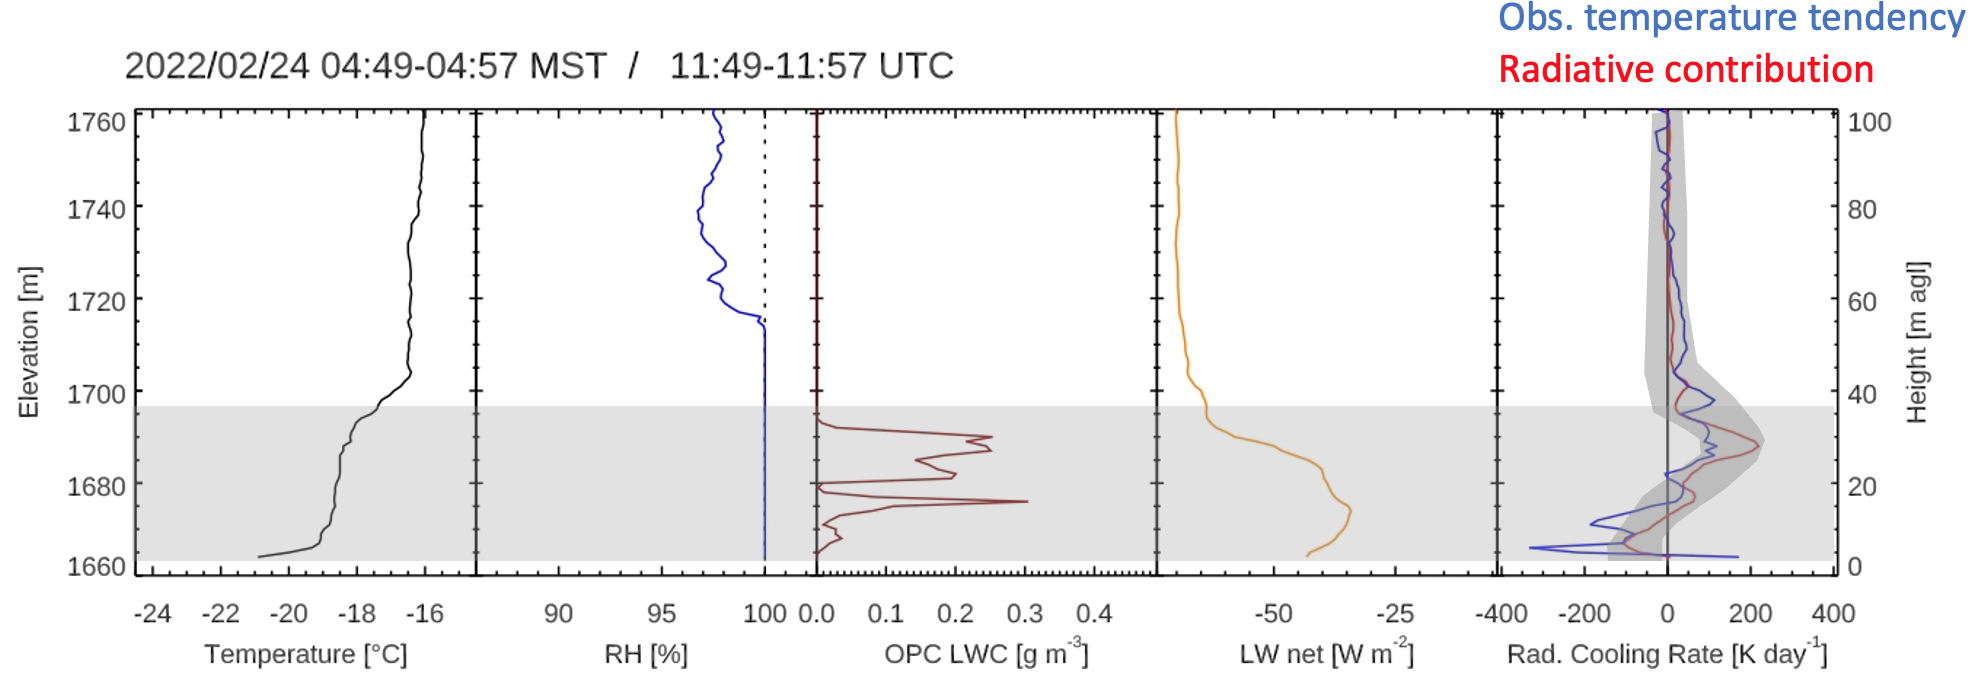 Obs. temperature tendency
2022/02/24 04:49-04:57 MST / 11:49-11:57 UTC
Radiative contribution
1760
1740
1720
1700
1680
1660
Elevation [m]
100
80
60
40
20
0
Height [m agl]
-24 -22 -20 -18 -16
90 95 100
0.0 0.1 0.2 0.3 0.4
-50 -25
-400 -200 0 200 400
Temperature [°C]
RH [%]
OPC LWC [g m⁻³]
LW net [W m⁻²]
Rad. Cooling Rate [K day⁻¹]